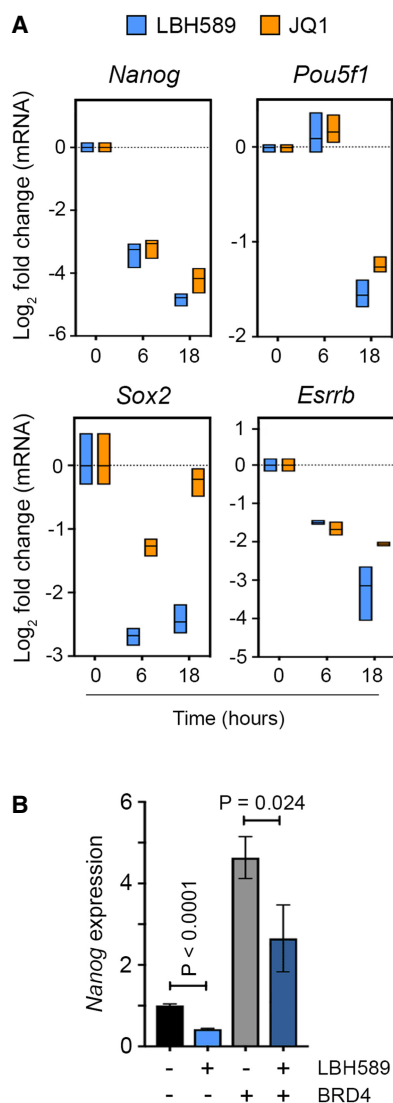 A
LBH589 JQ1
Nanog Pou5f1
Log2 fold change (mRNA)
0
-2
-4
-6
0 6 18
0
-1
-2
0 6 18
Sox2 Esrrb
Log2 fold change (mRNA)
0
-1
-2
-3
0 6 18
1
0
-1
-2
-3
-4
-5
0 6 18
Time (hours)
B
Nanog expression
6
4
2
0
P < 0.0001
P = 0.024
- + - + LBH589
- - + + BRD4